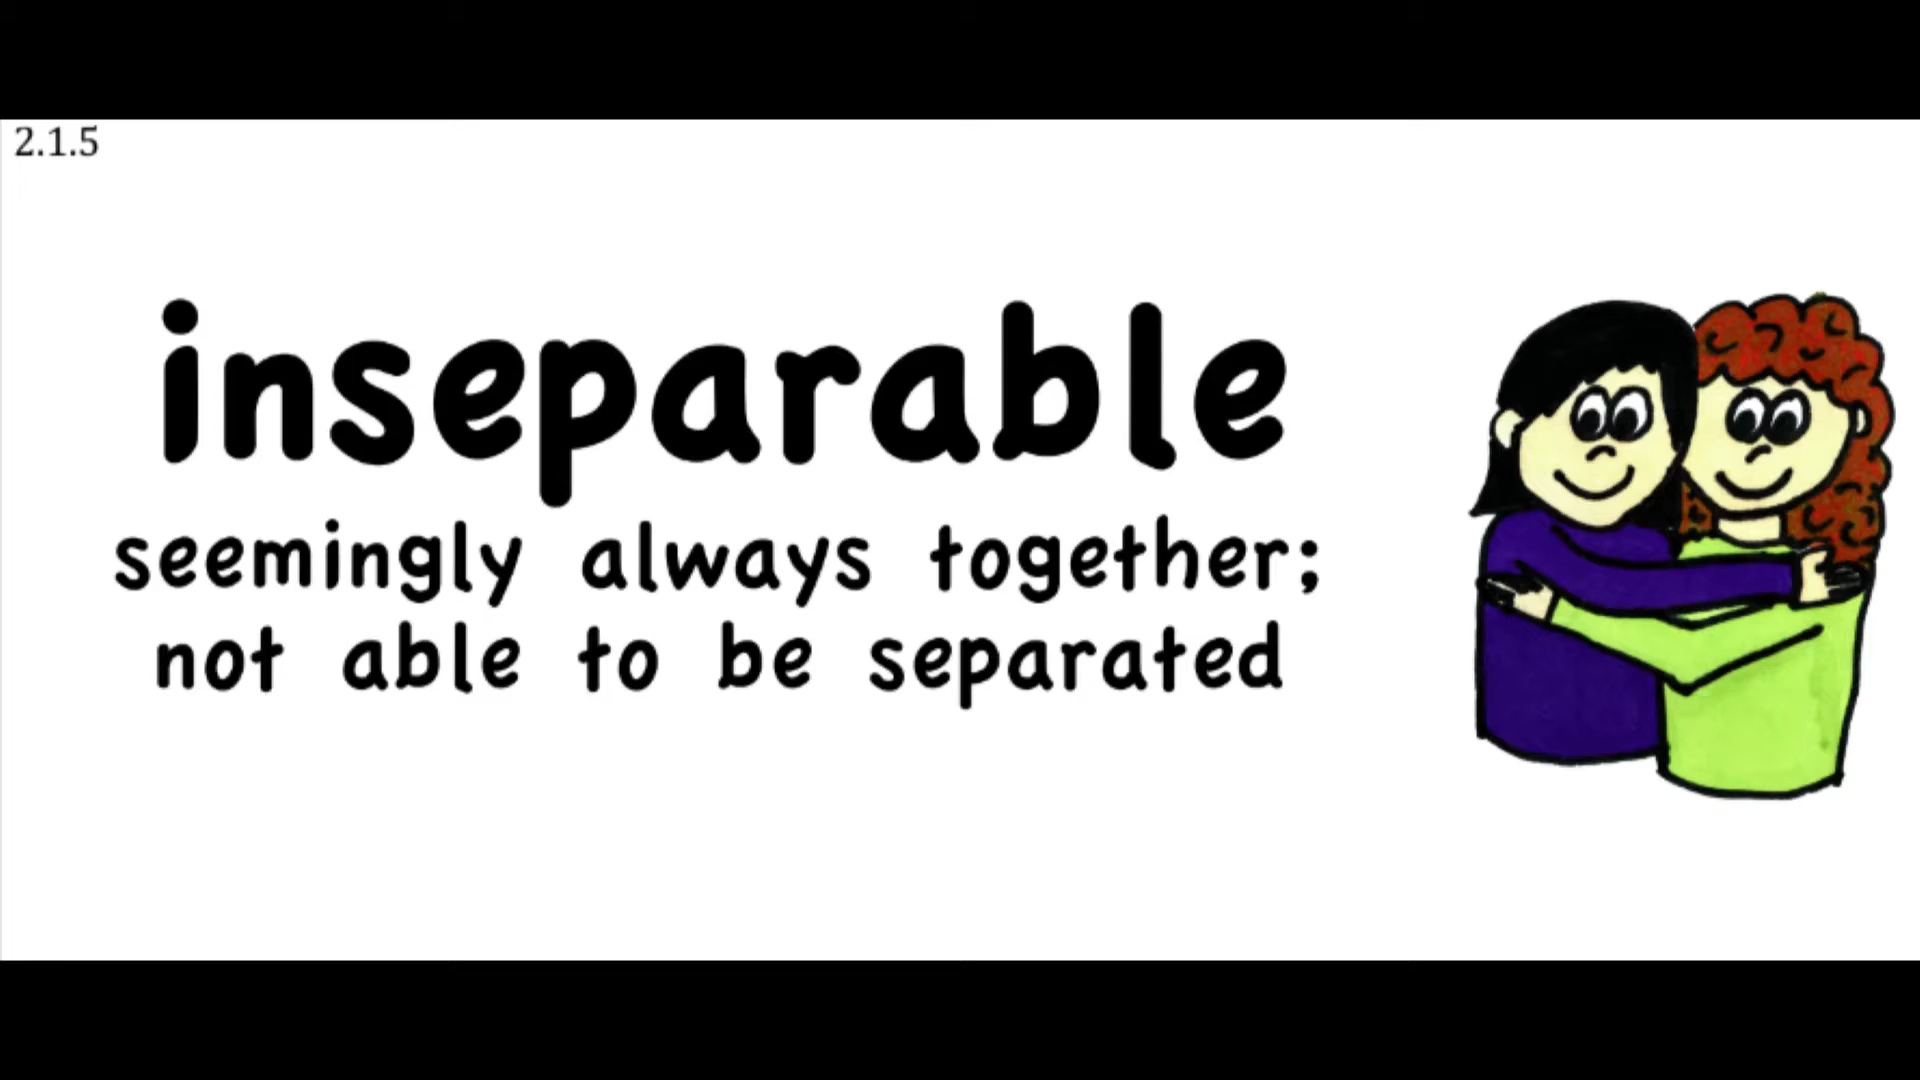 2.1.5
inseparable
seemingly always together;
not able to be separated